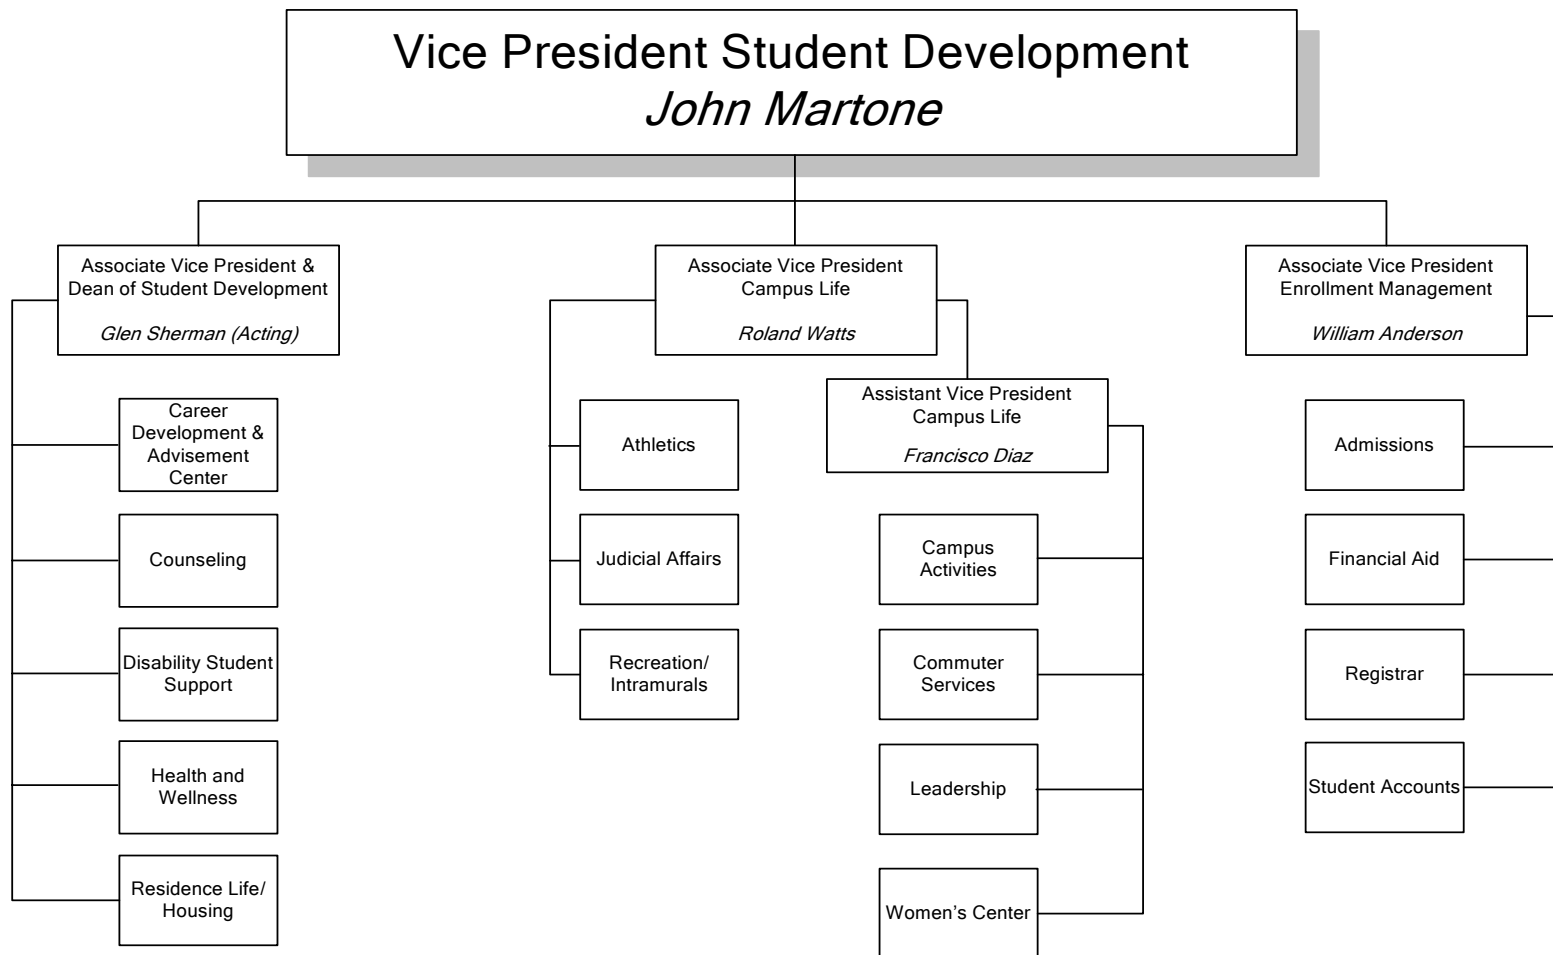 Vice President Student Development
John Martone
Associate Vice President &
Dean of Student Development
Glen Sherman (Acting)
Associate Vice President
Campus Life
Roland Watts
Associate Vice President
Enrollment Management
William Anderson
Assistant Vice President
Campus Life
Francisco Diaz
Career
Development &
Advisement
Center
Counseling
Disability Student
Support
Health and
Wellness
Residence Life/
Housing
Athletics
Judicial Affairs
Recreation/
Intramurals
Campus
Activities
Commuter
Services
Leadership
Women's Center
Admissions
Financial Aid
Registrar
Student Accounts